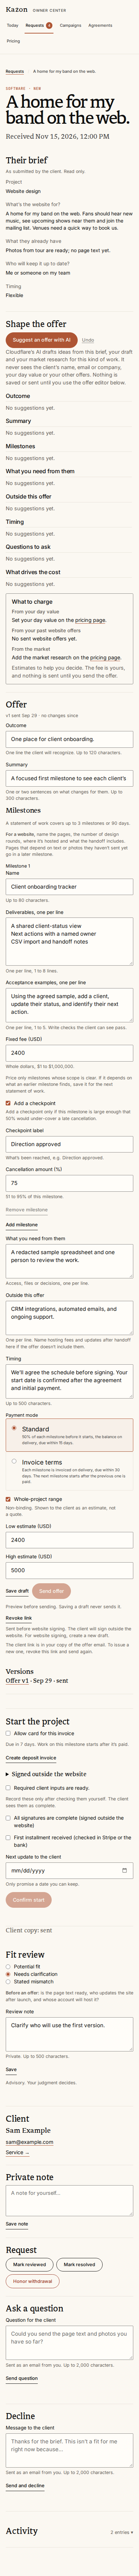 Kazon OWNER CENTER
Today Requests 2 Campaigns Agreements
Pricing
Requests · A home for my band on the web.
SOFTWARE · WEB
A home for my
band on the web.
Received Nov 15, 2026, 12:00 PM
Their brief
As submitted by the client. Read only.
Project
Website design
What's the website for?
A home for my band on the web. Fans should hear new
music, see upcoming shows near them and join the
mailing list. Venues need a quick way to book us.
What they already have
Photos from tour are ready; no page text yet.
Who will keep it up to date?
Me or someone on my team
Timing
Flexible
Shape the offer
Suggest an offer with AI Undo
Cloudflare's AI drafts ideas from this brief, your draft
and your market research for this kind of work. It
never sees the client's name, email or company,
your day value or your other offers. Nothing changes
and nothing is sent until you use the offer editor below.
Outcome
No suggestions yet.
Summary
No suggestions yet.
Milestones
No suggestions yet.
What you need from them
No suggestions yet.
Outside this offer
No suggestions yet.
Timing
No suggestions yet.
Questions to ask
No suggestions yet.
What drives the cost
No suggestions yet.
What to charge
From your day value
Set your day value on the pricing page.
From your past website offers
No sent website offers yet.
From the market
Add the market research on the pricing page.
Estimates to help you decide. The fee is yours,
and nothing is sent until you send the offer.
Offer
v1 sent Sep 29 · no changes since
Outcome
One place for client onboarding.
One line the client will recognize. Up to 120 characters.
Summary
A focused first milestone to see each client's
One or two sentences on what changes for them. Up to
300 characters.
Milestones
A statement of work covers up to 3 milestones or 90 days.
For a website, name the pages, the number of design
rounds, where it's hosted and what the handoff includes.
Pages that depend on text or photos they haven't sent yet
go in a later milestone.
Milestone 1
Name
Client onboarding tracker
Up to 80 characters.
Deliverables, one per line
A shared client-status view
Next actions with a named owner
CSV import and handoff notes
One per line, 1 to 8 lines.
Acceptance examples, one per line
Using the agreed sample, add a client,
update their status, and identify their next
action.
One per line, 1 to 5. Write checks the client can see pass.
Fixed fee (USD)
2400
Whole dollars, $1 to $1,000,000.
Price only milestones whose scope is clear. If it depends on
what an earlier milestone finds, save it for the next
statement of work.
Add a checkpoint
Add a checkpoint only if this milestone is large enough that
50% would under-cover a late cancellation.
Checkpoint label
Direction approved
What's been reached, e.g. Direction approved.
Cancellation amount (%)
75
51 to 95% of this milestone.
Remove milestone
Add milestone
What you need from them
A redacted sample spreadsheet and one
person to review the work.
Access, files or decisions, one per line.
Outside this offer
CRM integrations, automated emails, and
ongoing support.
One per line. Name hosting fees and updates after handoff
here if the offer doesn't include them.
Timing
We'll agree the schedule before signing. Your
start date is confirmed after the agreement
and initial payment.
Up to 500 characters.
Payment mode
Standard
50% of each milestone before it starts, the balance on
delivery, due within 15 days.
Invoice terms
Each milestone is invoiced on delivery, due within 30
days. The next milestone starts after the previous one is
paid.
Whole-project range
Non-binding. Shown to the client as an estimate, not
a quote.
Low estimate (USD)
2400
High estimate (USD)
5000
Save draft Send offer
Preview before sending. Saving a draft never sends it.
Revoke link
Sent before website signing. The client will sign outside the
website. For website signing, create a new draft.
The client link is in your copy of the offer email. To issue a
new one, revoke this link and send again.
Versions
Offer v1 · Sep 29 · sent
Start the project
Allow card for this invoice
Due in 7 days. Work on this milestone starts after it's paid.
Create deposit invoice
Signed outside the website
Required client inputs are ready.
Record these only after checking them yourself. The client
sees them as complete.
All signatures are complete (signed outside the
website)
First installment received (checked in Stripe or the
bank)
Next update to the client
mm/dd/yyyy
Only promise a date you can keep.
Confirm start
Client copy: sent
Fit review
Potential fit
Needs clarification
Stated mismatch
Before an offer: is the page text ready, who updates the site
after launch, and whose account will host it?
Review note
Clarify who will use the first version.
Private. Up to 500 characters.
Save
Advisory. Your judgment decides.
Client
Sam Example
sam@example.com
Service →
Private note
A note for yourself...
Save note
Request
Mark reviewed Mark resolved
Honor withdrawal
Ask a question
Question for the client
Could you send the page text and photos you
have so far?
Sent as an email from you. Up to 2,000 characters.
Send question
Decline
Message to the client
Thanks for the brief. This isn't a fit for me
right now because...
Sent as an email from you. Up to 2,000 characters.
Send and decline
Activity 2 entries